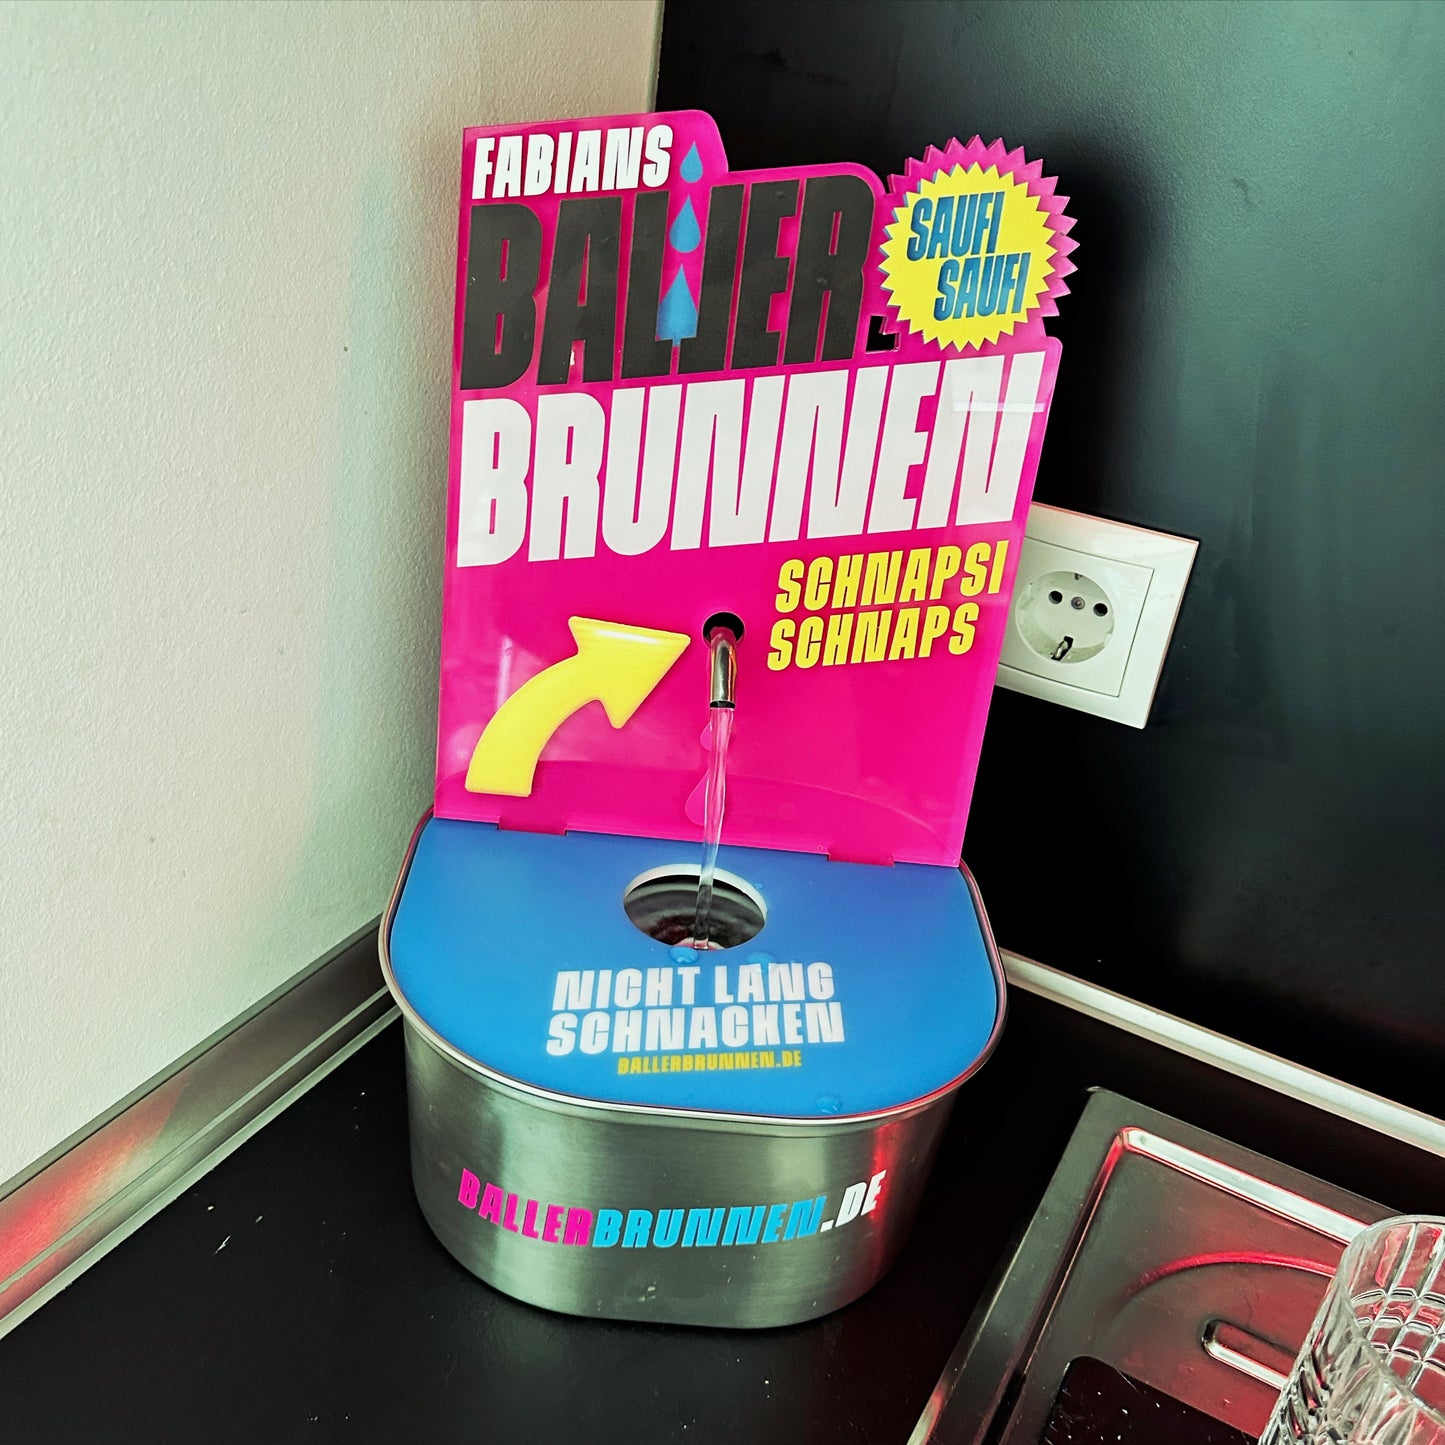 FABIANS
BALLER-
BRUNNEN
SAUFI
SAUFI
SCHNAPSI
SCHNAPS
NICHT LANG
SCHNACKEN
BALLERBRUNNEN.DE
BALLERBRUNNEN.DE